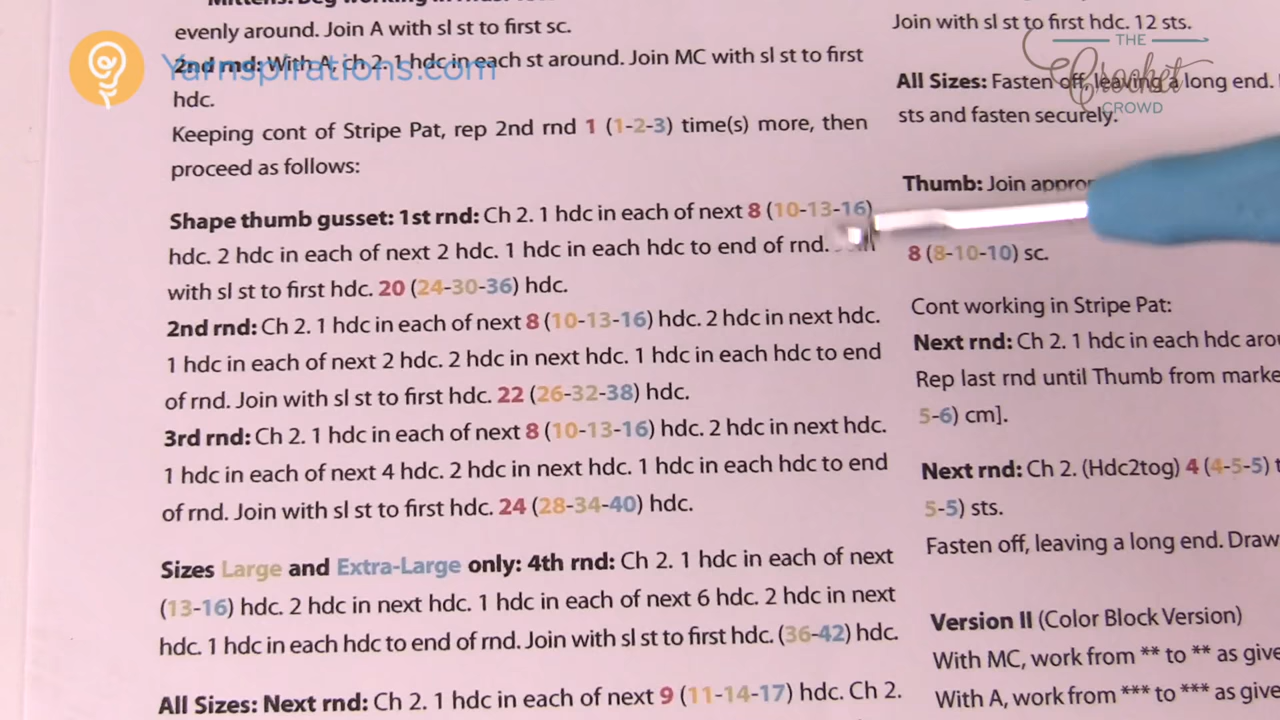 evenly around. Join A with sl st to first sc.
2nd rnd: With A, ch 2. 1 hdc in each st around. Join MC with sl st to first
hdc.
Keeping cont of Stripe Pat, rep 2nd rnd 1 (1-2-3) time(s) more, then
proceed as follows:
Shape thumb gusset: 1st rnd: Ch 2. 1 hdc in each of next 8 (10-13-16)
hdc. 2 hdc in each of next 2 hdc. 1 hdc in each hdc to end of rnd.
with sl st to first hdc. 20 (24-30-36) hdc.
2nd rnd: Ch 2. 1 hdc in each of next 8 (10-13-16) hdc. 2 hdc in next hdc.
1 hdc in each of next 2 hdc. 2 hdc in next hdc. 1 hdc in each hdc to end
of rnd. Join with sl st to first hdc. 22 (26-32-38) hdc.
3rd rnd: Ch 2. 1 hdc in each of next 8 (10-13-16) hdc. 2 hdc in next hdc.
1 hdc in each of next 4 hdc. 2 hdc in next hdc. 1 hdc in each hdc to end
of rnd. Join with sl st to first hdc. 24 (28-34-40) hdc.
Sizes Large and Extra-Large only: 4th rnd: Ch 2. 1 hdc in each of next
(13-16) hdc. 2 hdc in next hdc. 1 hdc in each of next 6 hdc. 2 hdc in next
hdc. 1 hdc in each hdc to end of rnd. Join with sl st to first hdc. (36-42) hdc.
All Sizes: Next rnd: Ch 2. 1 hdc in each of next 9 (11-14-17) hdc. Ch 2.
Join with sl st to first hdc. 12 sts.
All Sizes: Fasten off, leaving a long end.
sts and fasten securely.
Thumb: Join
8 (8-10-10) sc.
Cont working in Stripe Pat:
Next rnd: Ch 2. 1 hdc in each hdc
Rep last rnd until Thumb from
5-6) cm].
Next rnd: Ch 2. (Hdc2tog) 4 (4-5-5)
5-5) sts.
Fasten off, leaving a long end. Draw
Version II (Color Block Version)
With MC, work from ** to ** as
With A, work from *** to *** as
Yarnspirations.com
THE
Crochet
CROWD